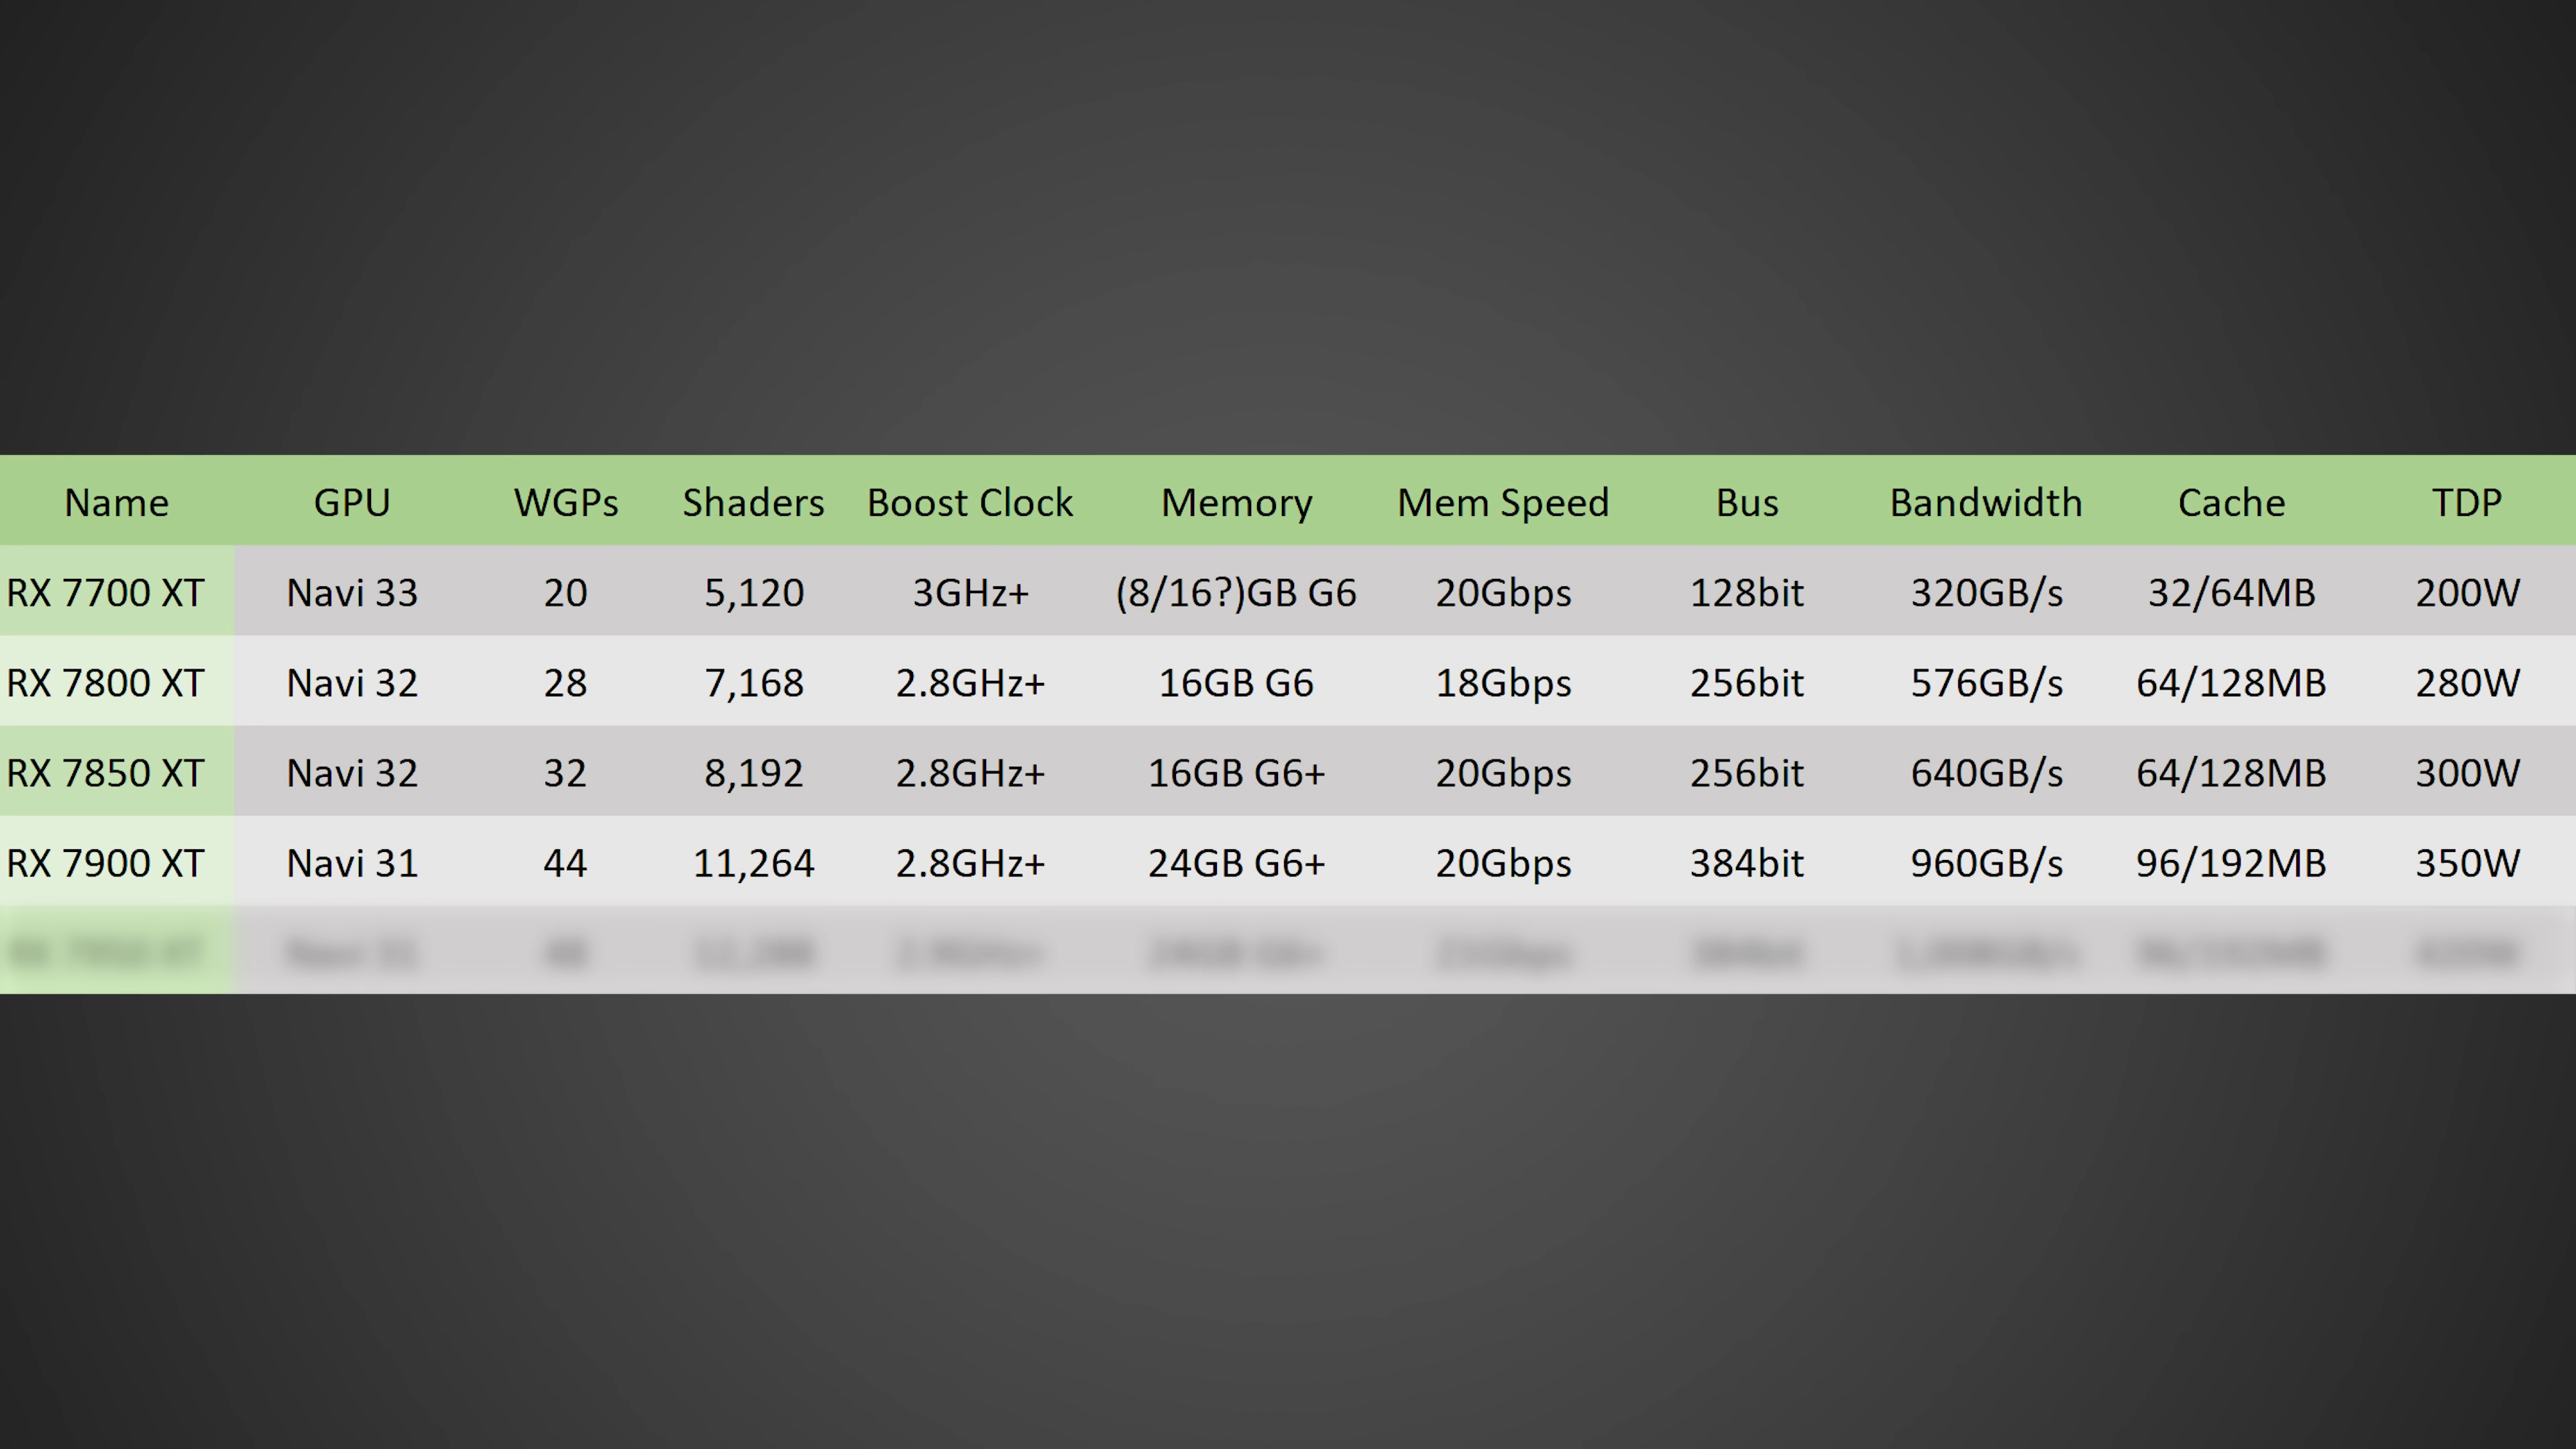 Name GPU WGPs Shaders Boost Clock Memory Mem Speed Bus Bandwidth Cache TDP
RX 7700 XT Navi 33 20 5,120 3GHz+ (8/16?)GB G6 20Gbps 128bit 320GB/s 32/64MB 200W
RX 7800 XT Navi 32 28 7,168 2.8GHz+ 16GB G6 18Gbps 256bit 576GB/s 64/128MB 280W
RX 7850 XT Navi 32 32 8,192 2.8GHz+ 16GB G6+ 20Gbps 256bit 640GB/s 64/128MB 300W
RX 7900 XT Navi 31 44 11,264 2.8GHz+ 24GB G6+ 20Gbps 384bit 960GB/s 96/192MB 350W